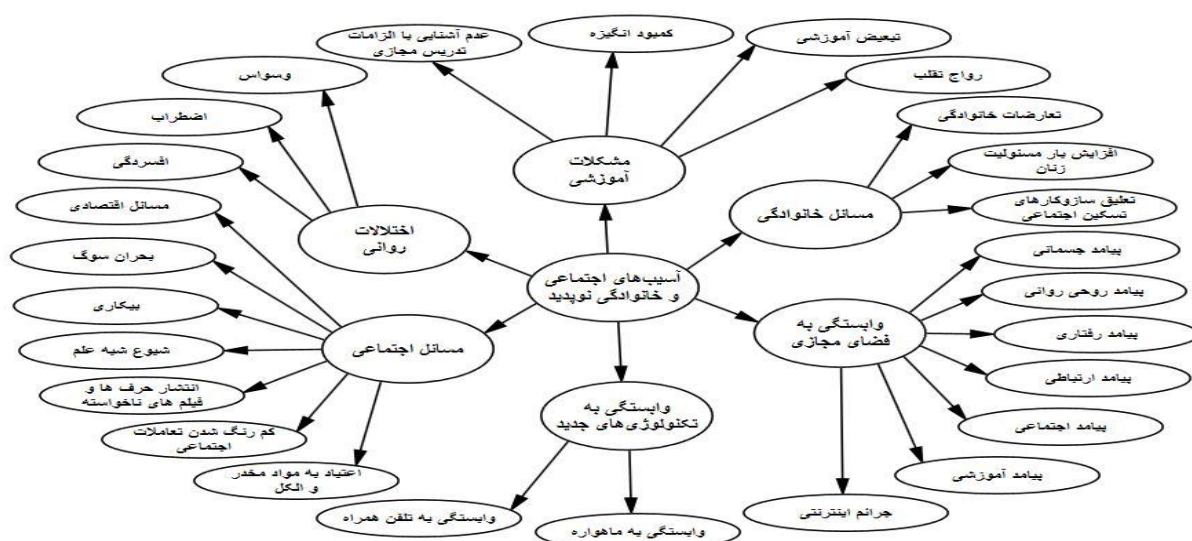 عدم آشنایی با الزامات
تدریس مجازی
کمبود انگیزه
تبعیض آموزشی
رواج تقلب
وسواس
اضطراب
افسردگی
مشکلات
آموزشی
تعارضات خانوادگی
افزایش بار مسئولیت
زنان
تعلیق سازوکارهای
تسکین اجتماعی
مسائل خانوادگی
اختلالات
روانی
آسیب‌های اجتماعی
و خانوادگی نوپدید
مسائل اقتصادی
بحران سوگ
بیکاری
شیوع شبه علم
انتشار حرف ها و
فیلم های ناخواسته
کم رنگ شدن تعاملات
اجتماعی
اعتیاد به مواد مخدر
و الکل
مسائل اجتماعی
وابستگی به
فضای مجازی
پیامد جسمانی
پیامد روحی روانی
پیامد رفتاری
پیامد ارتباطی
پیامد اجتماعی
پیامد آموزشی
جرائم اینترنتی
وابستگی به
تکنولوژی‌های جدید
وابستگی به تلفن همراه
وابستگی به ماهواره